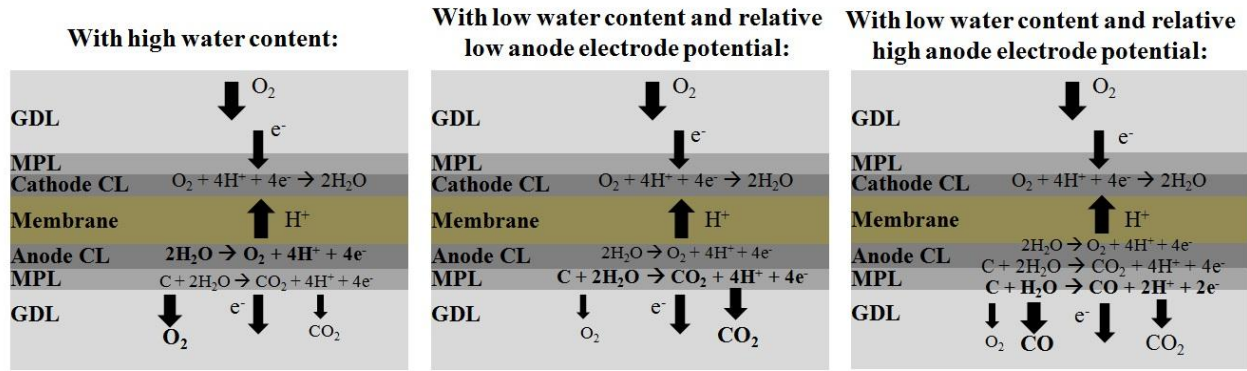 With high water content:
O₂
GDL
e⁻
MPL
Cathode CL O₂ + 4H⁺ + 4e⁻ → 2H₂O
Membrane H⁺
Anode CL 2H₂O → O₂ + 4H⁺ + 4e⁻
MPL C + 2H₂O → CO₂ + 4H⁺ + 4e⁻
GDL e⁻
O₂ CO₂
With low water content and relative
low anode electrode potential:
O₂
GDL
e⁻
MPL
Cathode CL O₂ + 4H⁺ + 4e⁻ → 2H₂O
Membrane H⁺
Anode CL 2H₂O → O₂ + 4H⁺ + 4e⁻
MPL C + 2H₂O → CO₂ + 4H⁺ + 4e⁻
GDL e⁻
O₂ CO₂
With low water content and relative
high anode electrode potential:
O₂
GDL
e⁻
MPL
Cathode CL O₂ + 4H⁺ + 4e⁻ → 2H₂O
Membrane H⁺
2H₂O → O₂ + 4H⁺ + 4e⁻
Anode CL
C + 2H₂O → CO₂ + 4H⁺ + 4e⁻
MPL
C + H₂O → CO + 2H⁺ + 2e⁻
GDL e⁻
O₂ CO CO₂